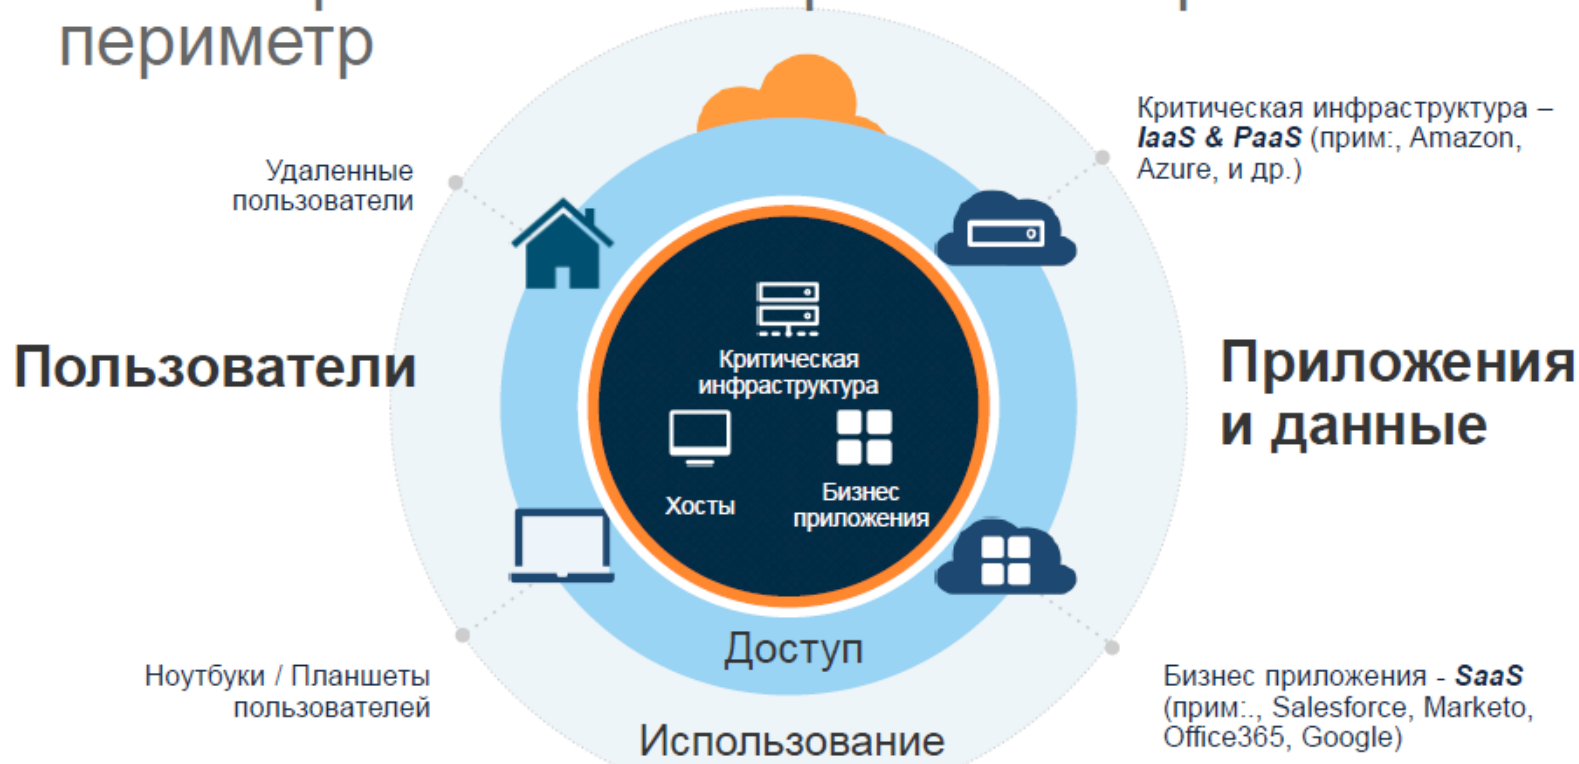 периметр
Удаленные
пользователи
Критическая инфраструктура –
IaaS & PaaS (прим:, Amazon,
Azure, и др.)
Пользователи
Приложения
и данные
Критическая
инфраструктура
Хосты
Бизнес
приложения
Доступ
Использование
Ноутбуки / Планшеты
пользователей
Бизнес приложения - SaaS
(прим:., Salesforce, Marketo,
Office365, Google)